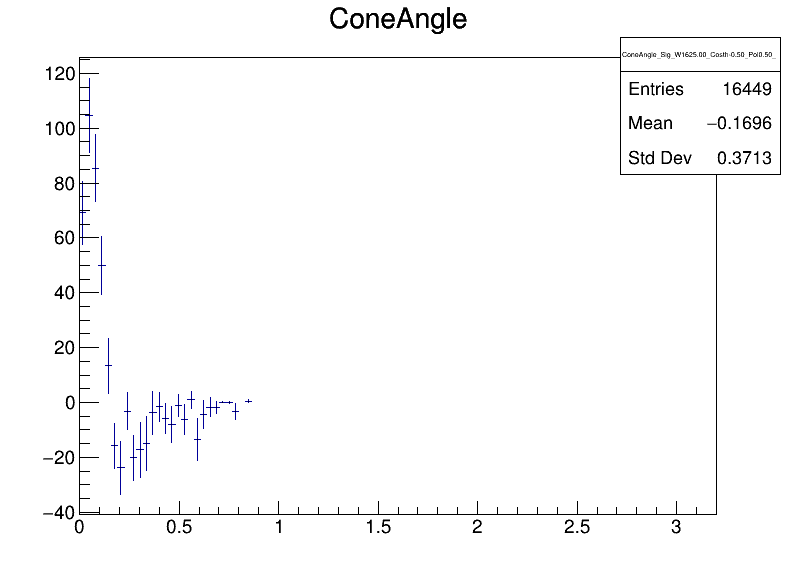 ConeAngle
ConeAngle_Sig_W1625.00_Costh-0.50_Pol0.50_
Entries 16449
Mean −0.1696
Std Dev 0.3713
120
100
80
60
40
20
0
−20
−40
0 0.5 1 1.5 2 2.5 3